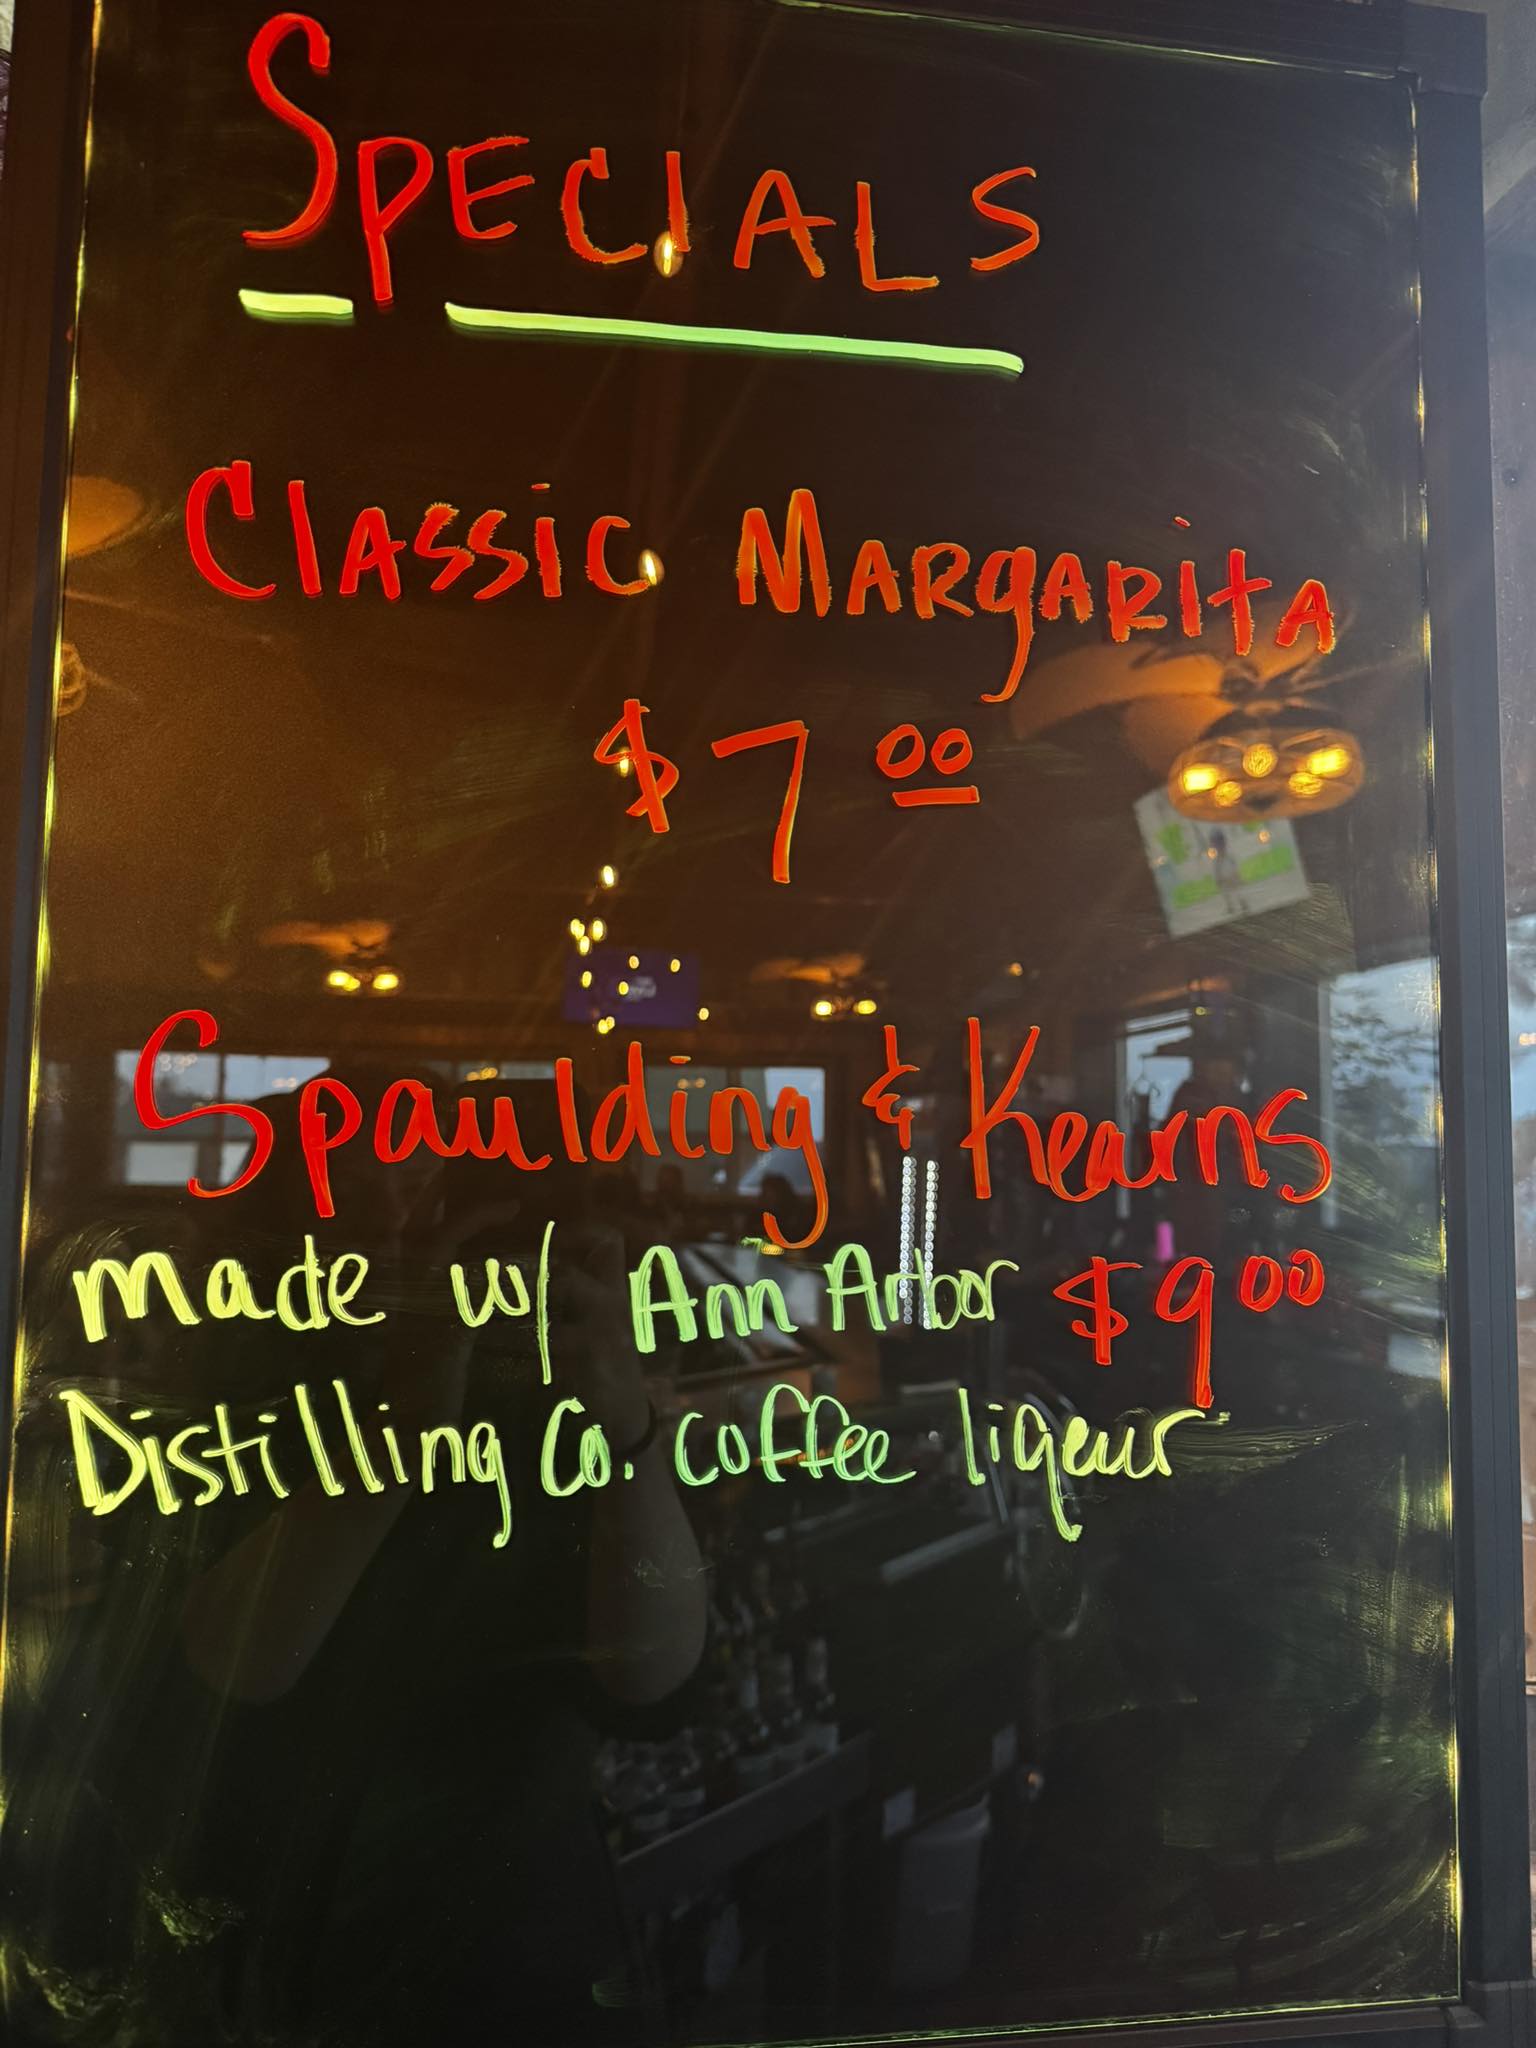 SPECIALS
CLASSiC MARGARITA
$7.00
Spaulding & Kearns
made w/ Ann Arbor $9.00
Distilling Co. coffee liqeur